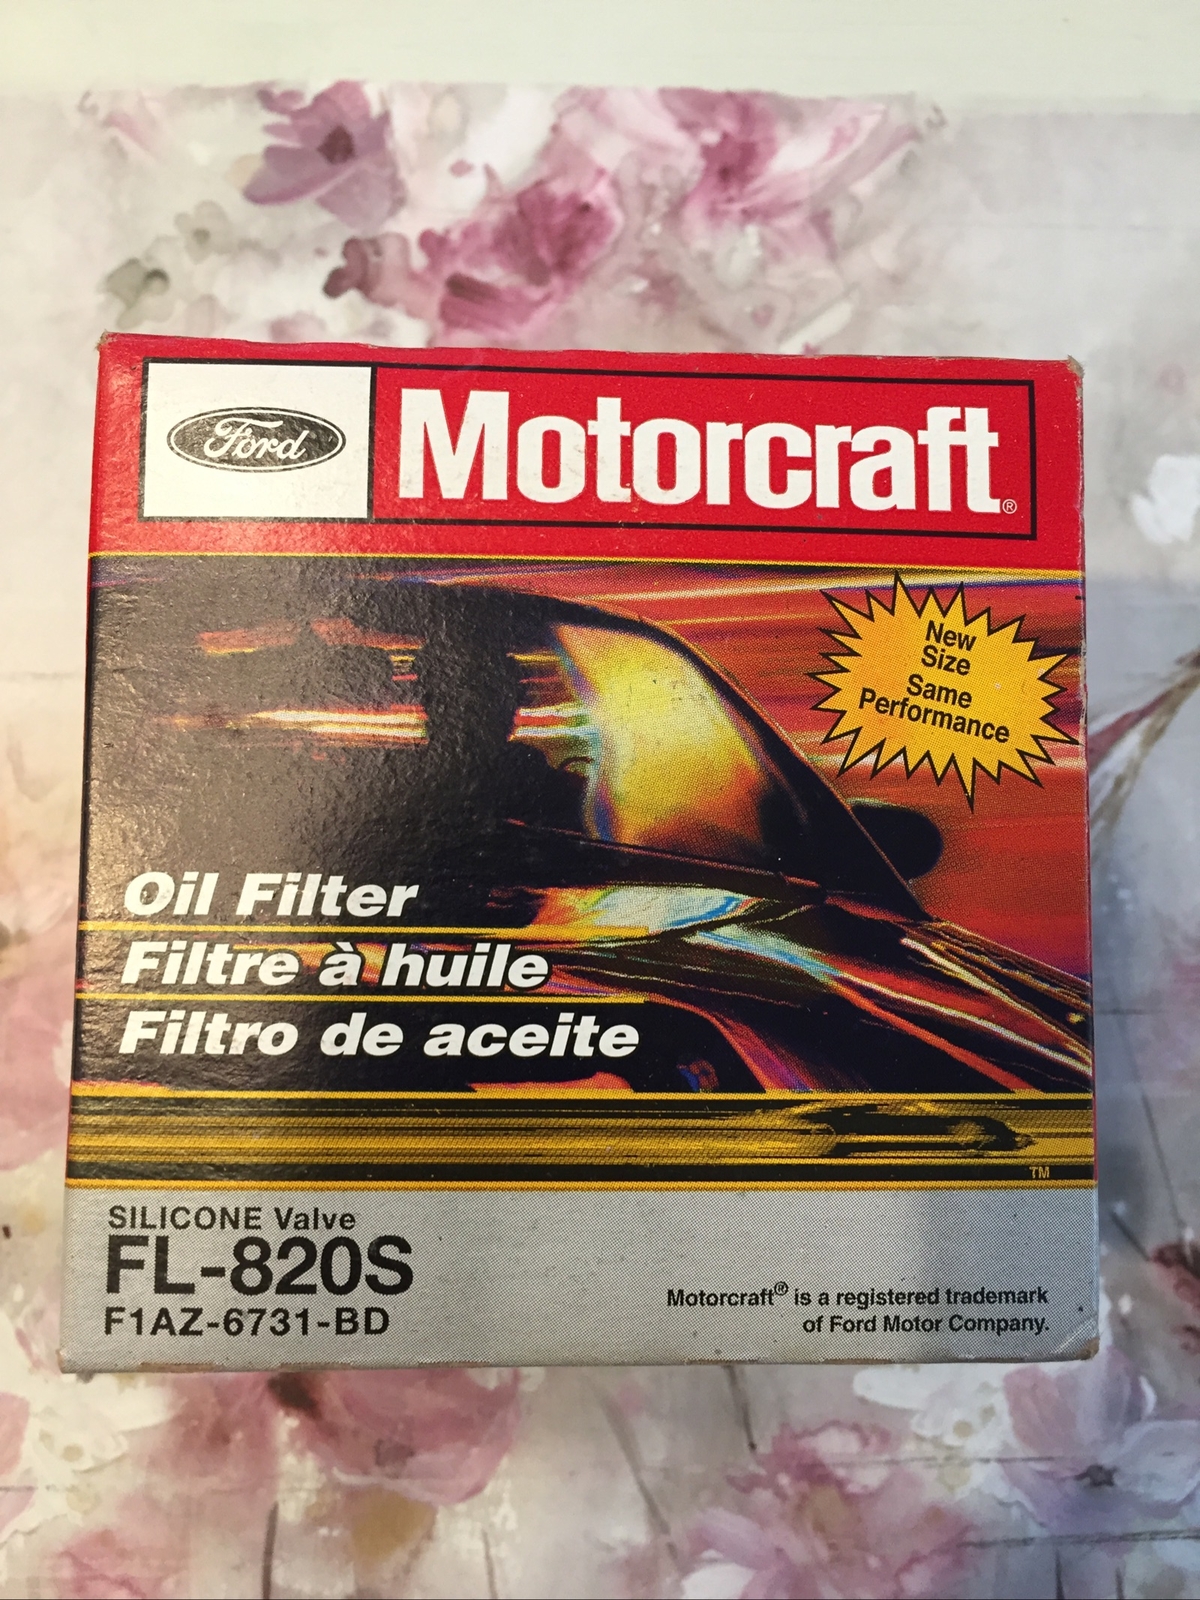 Ford
Motorcraft®
New
Size
Same
Performance
Oil Filter
Filtre à huile
Filtro de aceite
TM
SILICONE Valve
FL-820S
F1AZ-6731-BD
Motorcraft® is a registered trademark
of Ford Motor Company.